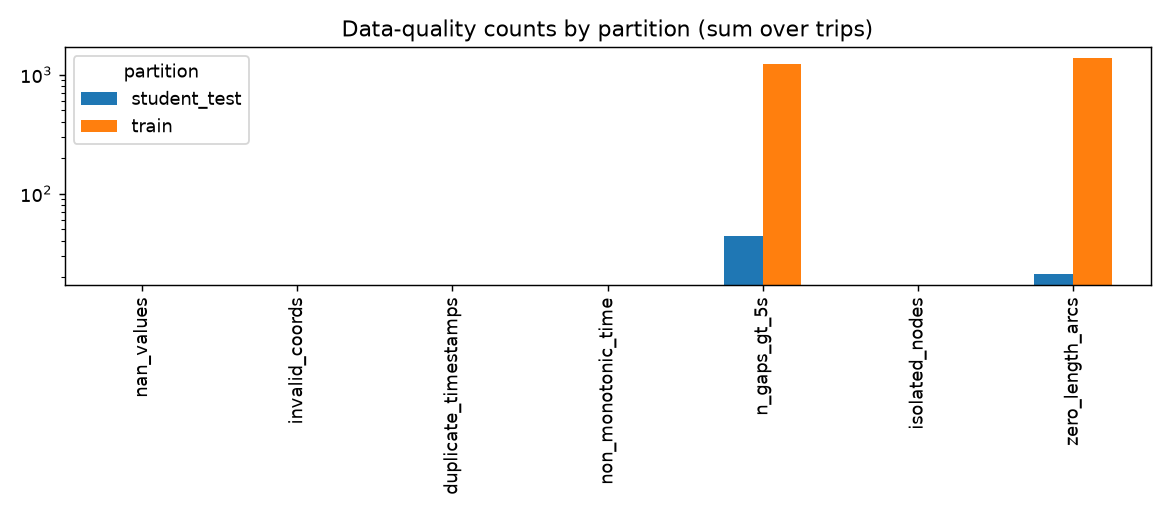 Data-quality counts by partition (sum over trips)
partition
student_test
train
10³
10²
nan_values
invalid_coords
duplicate_timestamps
non_monotonic_time
n_gaps_gt_5s
isolated_nodes
zero_length_arcs